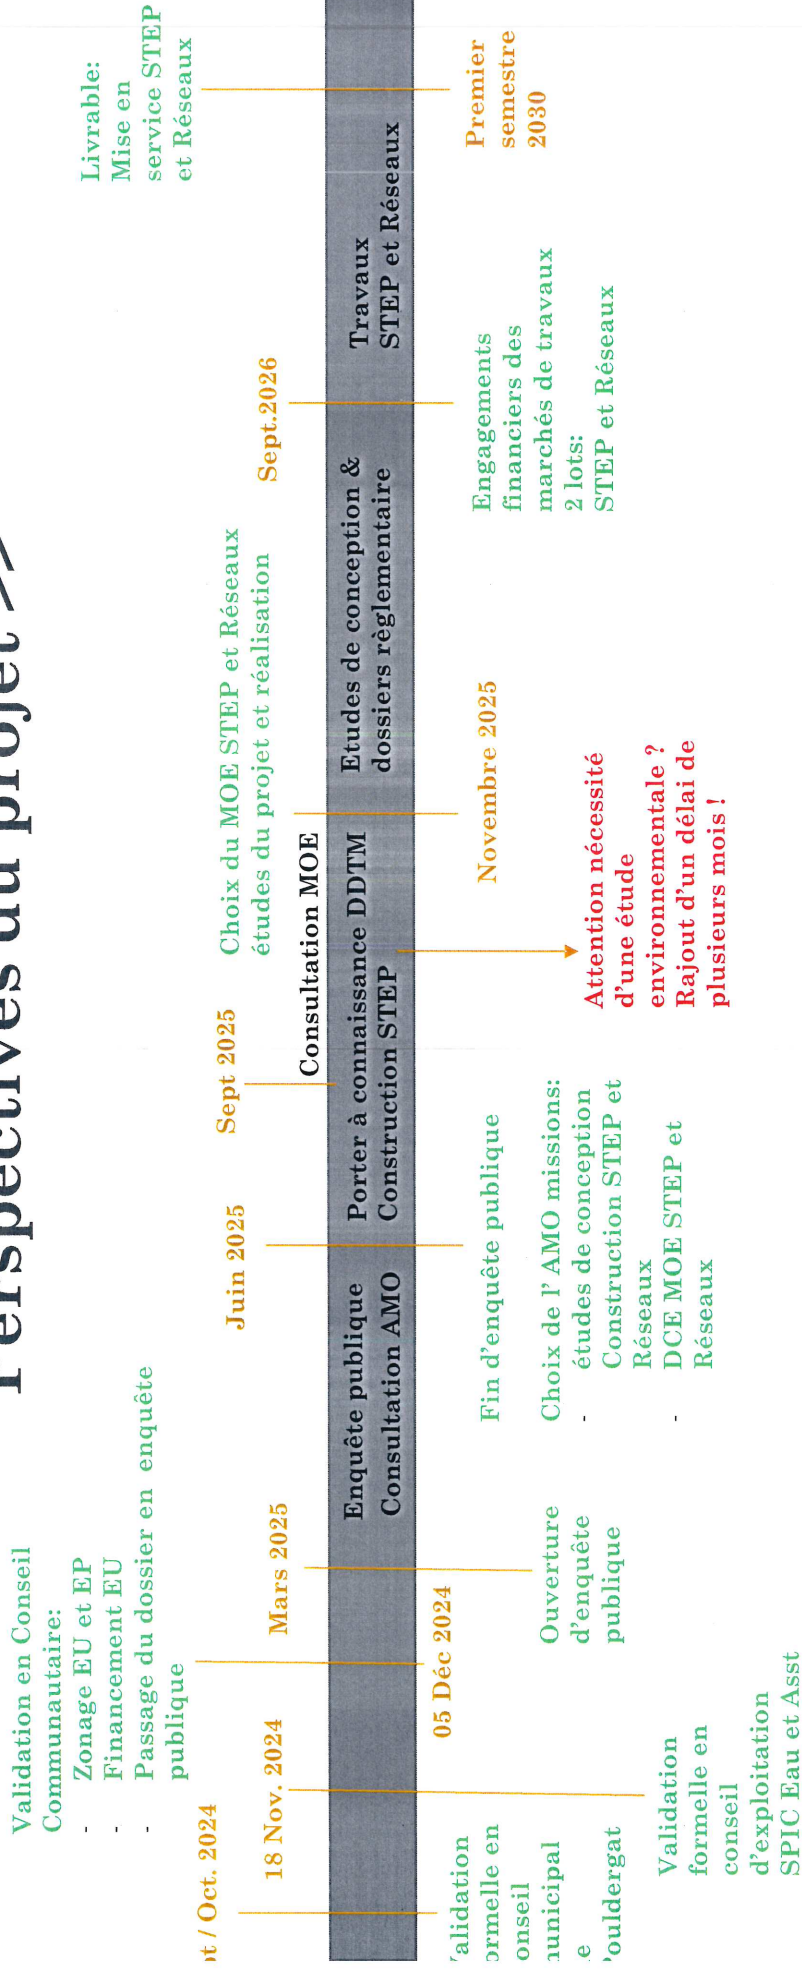 Perspectives du projet >>
Validation en Conseil
Communautaire:
- Zonage EU et EP
- Financement EU
- Passage du dossier en enquête
publique
Livrable:
Mise en
service STEP
et Réseaux
Choix du MOE STEP et Réseaux
études du projet et réalisation
/ Oct. 2024
18 Nov. 2024
Mars 2025
Juin 2025
Sept 2025
Sept.2026
Consultation MOE
Enquête publique
Consultation AMO
Porter à connaissance DDTM
Construction STEP
Etudes de conception &
dossiers règlementaire
Travaux
STEP et Réseaux
05 Déc 2024
Novembre 2025
Premier
semestre
2030
Pouldergat
Validation
formelle en
conseil
d'exploitation
SPIC Eau et Asst
Ouverture
d'enquête
publique
Fin d'enquête publique
Choix de l' AMO missions:
- études de conception
Construction STEP et
Réseaux
- DCE MOE STEP et
Réseaux
Attention nécessité
d'une étude
environnementale ?
Rajout d'un délai de
plusieurs mois !
Engagements
financiers des
marchés de travaux
2 lots:
STEP et Réseaux